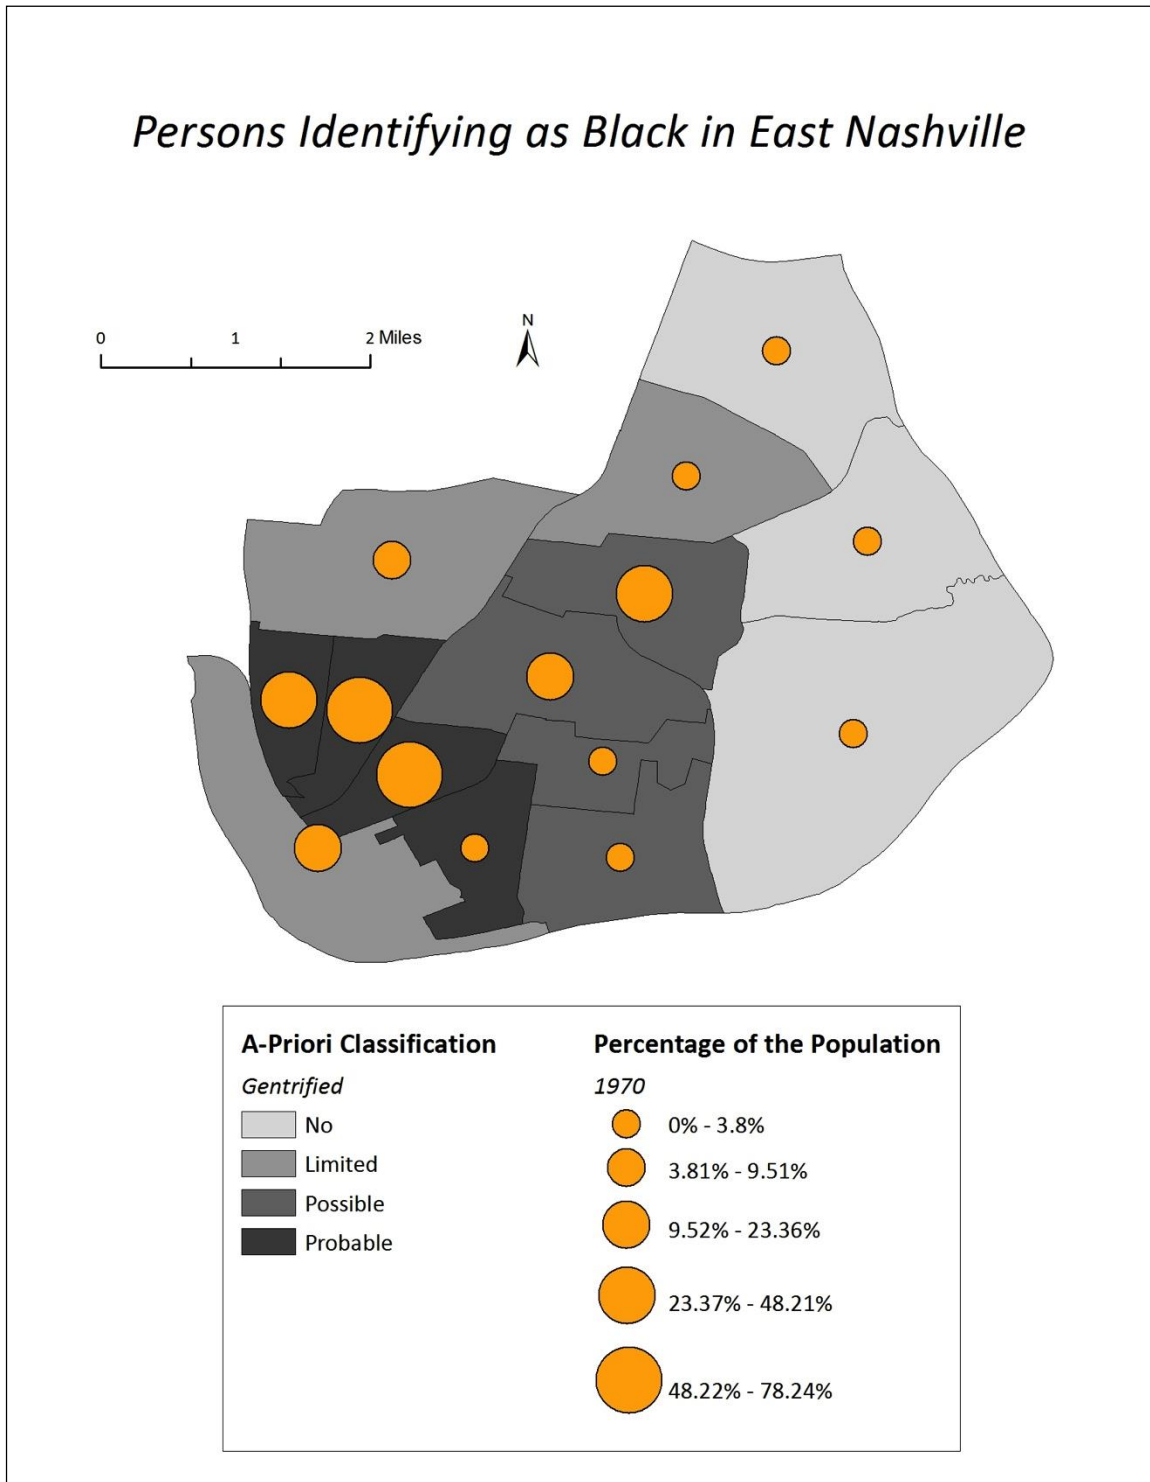 Persons Identifying as Black in East Nashville
0 1 2 Miles
N
A-Priori Classification
Gentrified
No
Limited
Possible
Probable
Percentage of the Population
1970
0% - 3.8%
3.81% - 9.51%
9.52% - 23.36%
23.37% - 48.21%
48.22% - 78.24%